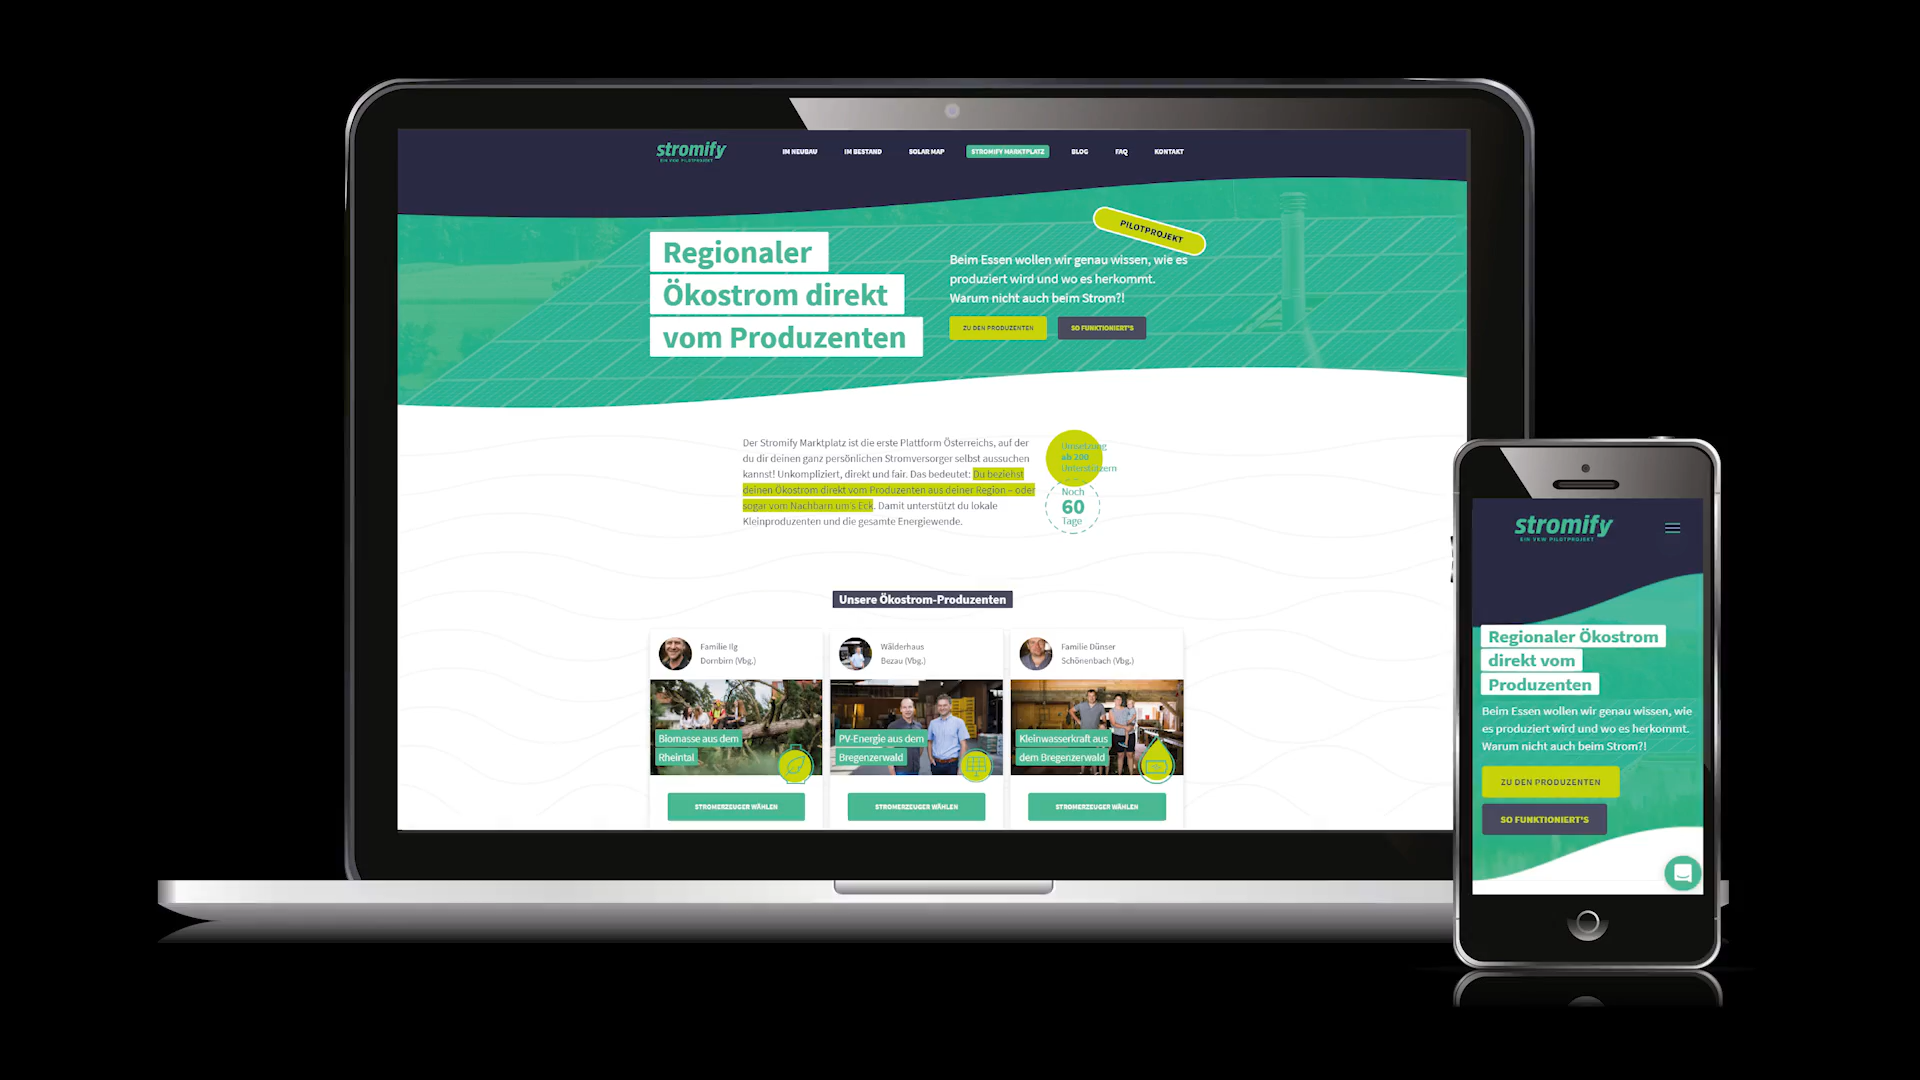 stromify
EIN VKW PILOTPROJEKT
IM NEUBAU
IM BESTAND
SOLAR MAP
STROMIFY MARKTPLATZ
BLOG
FAQ
KONTAKT
PILOTPROJEKT
Regionaler
Ökostrom direkt
vom Produzenten
Beim Essen wollen wir genau wissen, wie es
produziert wird und wo es herkommt.
Warum nicht auch beim Strom?!
ZU DEN PRODUZENTEN
SO FUNKTIONIERT'S
Der Stromify Marktplatz ist die erste Plattform Österreichs, auf der
du dir deinen ganz persönlichen Stromversorger selbst aussuchen
kannst! Unkompliziert, direkt und fair. Das bedeutet: Du beziehst
deinen Ökostrom direkt vom Produzenten aus deiner Region – oder
sogar vom Nachbarn um's Eck. Damit unterstützt du lokale
Kleinproduzenten und die gesamte Energiewende.
Umsetzung
ab 200
Unterstützern
Noch
60
Tage
Unsere Ökostrom-Produzenten
Familie Ilg
Dornbirn (Vbg.)
Biomasse aus dem
Rheintal
STROMERZEUGER WÄHLEN
Wälderhaus
Bezau (Vbg.)
PV-Energie aus dem
Bregenzerwald
STROMERZEUGER WÄHLEN
Familie Dünser
Schönenbach (Vbg.)
Kleinwasserkraft aus
dem Bregenzerwald
STROMERZEUGER WÄHLEN
stromify
EIN VKW PILOTPROJEKT
Regionaler Ökostrom
direkt vom
Produzenten
Beim Essen wollen wir genau wissen, wie
es produziert wird und wo es herkommt.
Warum nicht auch beim Strom?!
ZU DEN PRODUZENTEN
SO FUNKTIONIERT'S